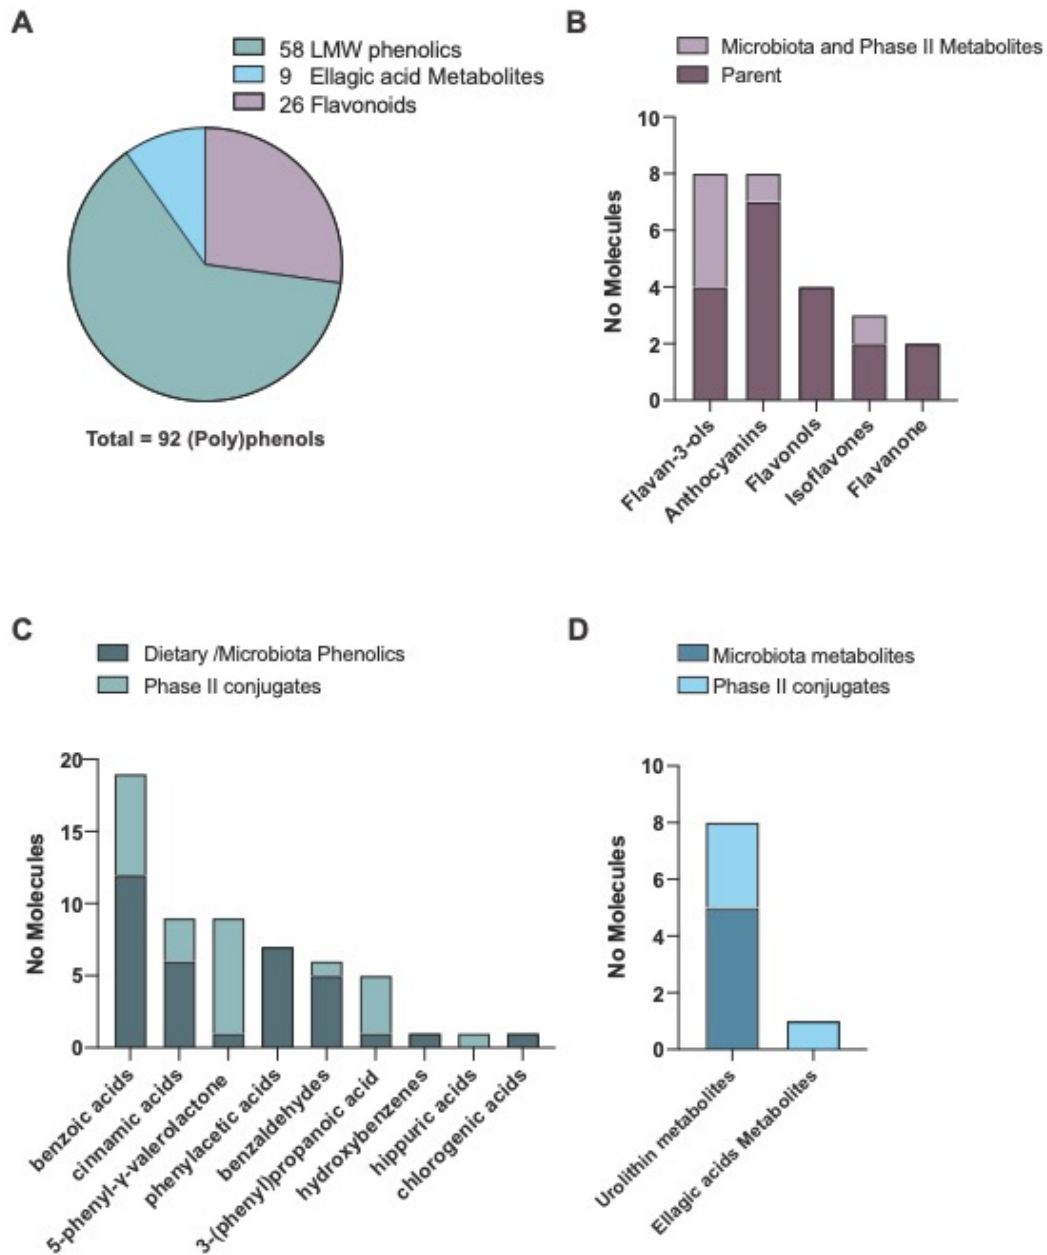 A
58 LMW phenolics
9 Ellagic acid Metabolites
26 Flavonoids
Total = 92 (Poly)phenols
B
Microbiota and Phase II Metabolites
Parent
No Molecules
10
8
6
4
2
0
Flavan-3-ols
Anthocyanins
Flavonols
Isoflavones
Flavanone
C
Dietary /Microbiota Phenolics
Phase II conjugates
No Molecules
20
15
10
5
0
benzoic acids
cinnamic acids
5-phenyl-γ-valerolactone
phenylacetic acids
benzaldehydes
3-(phenyl)propanoic acid
hydroxybenzenes
hippuric acids
chlorogenic acids
D
Microbiota metabolites
Phase II conjugates
No Molecules
10
8
6
4
2
0
Urolithin metabolites
Ellagic acids Metabolites